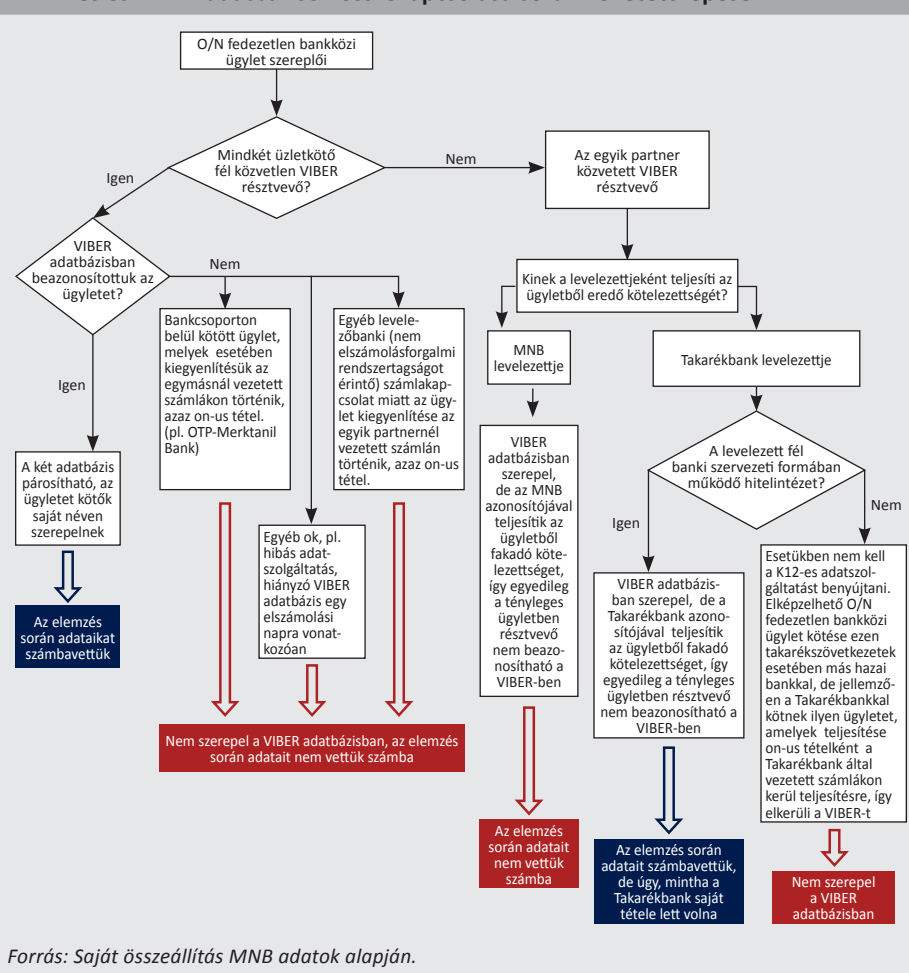 O/N fedezetlen bankközi
ügylet szereplői
Mindkét üzletkötő
fél közvetlen VIBER
résztvevő?
Igen
Nem
Az egyik partner
közvetett VIBER
résztvevő
VIBER
adatbázisban
beazonosítottuk az
ügyletet?
Nem
Igen
Kinek a levelezettjeként teljesíti az
ügyletből eredő kötelezettségét?
Bankcsoporton
belül kötött ügylet,
melyek esetében
kiegyenlítésük az
egymásnál vezetett
számlákon történik,
azaz on-us tétel.
(pl. OTP-Merktanil
Bank)
Egyéb levele-
zőbanki (nem
elszámolásforgalmi
rendszertagságot
érintő) számlakap-
csolat miatt az ügy-
let kiegyenlítése az
egyik partnernél
vezetett számlán
történik, azaz on-us
tétel.
MNB
levelezettje
Takarékbank levelezettje
A két adatbázis
párosítható, az
ügyletet kötők
saját néven
szerepelnek
Egyéb ok, pl.
hibás adat-
szolgáltatás,
hiányzó VIBER
adatbázis egy
elszámolási
napra vonat-
kozóan
VIBER
adatbázisban
szerepel,
de az MNB
azonosítójával
teljesítik az
ügyletből
fakadó köte-
lezettséget,
így egyedileg
a tényleges
ügyletben
résztvevő
nem beazo-
nosítható a
VIBER-ben
A levelezett fél
banki szervezeti formában
működő hitelintézet?
Igen
Nem
VIBER adatbázis-
ban szerepel, de a
Takarékbank azono-
sítójával teljesítik
az ügyletből fakadó
kötelezettséget, így
egyedileg a tényleges
ügyletben résztvevő
nem beazonosítható a
VIBER-ben
Esetükben nem kell
a K12-es adatszol-
gáltatást benyújtani.
Elképzelhető O/N
fedezetlen bankközi
ügylet kötése ezen
takarékszövetkezetek
esetében más hazai
bankkal, de jellemző-
en a Takarékbankkal
kötnek ilyen ügyletet,
amelyek teljesítése
on-us tételként a
Takarékbank által
vezetett számlákon
kerül teljesítésre, így
elkerüli a VIBER-t
Az elemzés
során adataikat
számbavettük
Nem szerepel a VIBER adatbázisban, az elemzés
során adatait nem vettük számba
Az elemzés
során adatait
nem vettük
számba
Az elemzés során
adatait számbavettük,
de úgy, mintha a
Takarékbank saját
tétele lett volna
Nem szerepel
a VIBER
adatbázisban
Forrás: Saját összeállítás MNB adatok alapján.